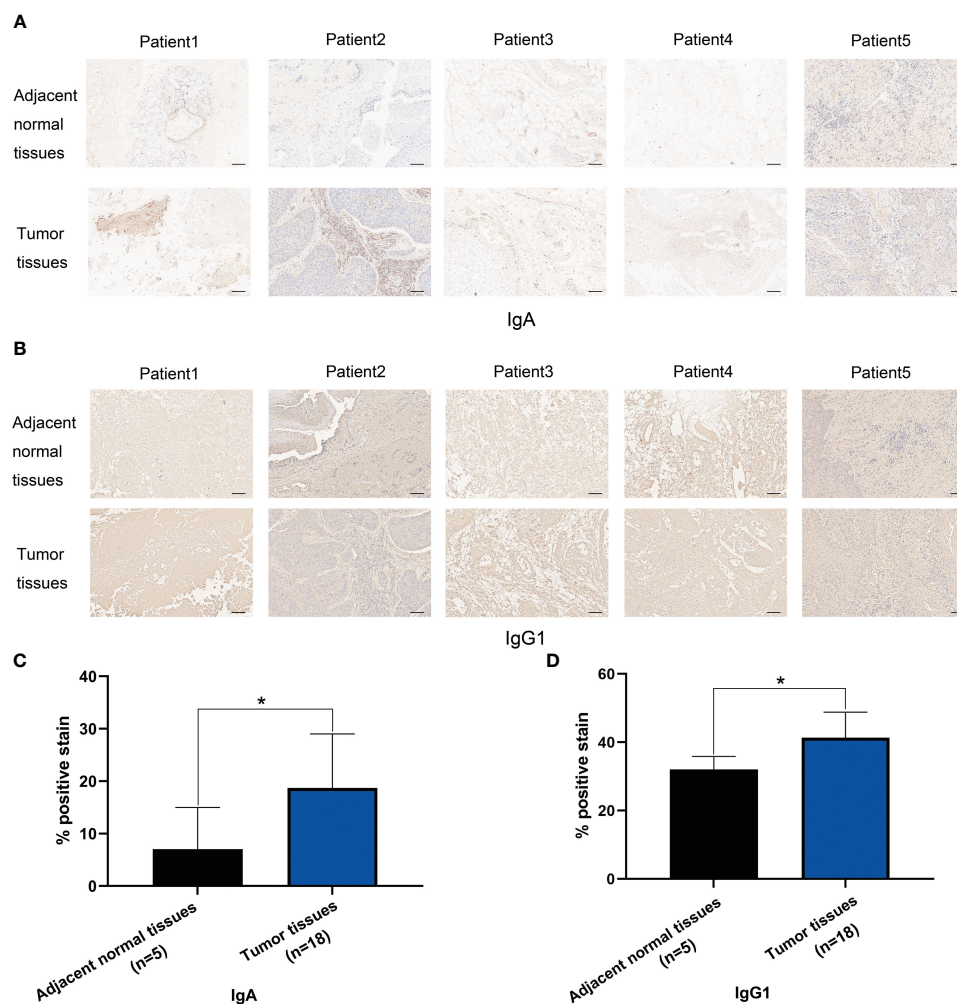 A
Patient1 Patient2 Patient3 Patient4 Patient5
Adjacent
normal
tissues
Tumor
tissues
IgA
B
Patient1 Patient2 Patient3 Patient4 Patient5
Adjacent
normal
tissues
Tumor
tissues
IgG1
C
% positive stain
40
30
20
10
0
*
Adjacent normal tissues
(n=5)
Tumor tissues
(n=18)
IgA
D
% positive stain
60
40
20
0
*
Adjacent normal tissues
(n=5)
Tumor tissues
(n=18)
IgG1